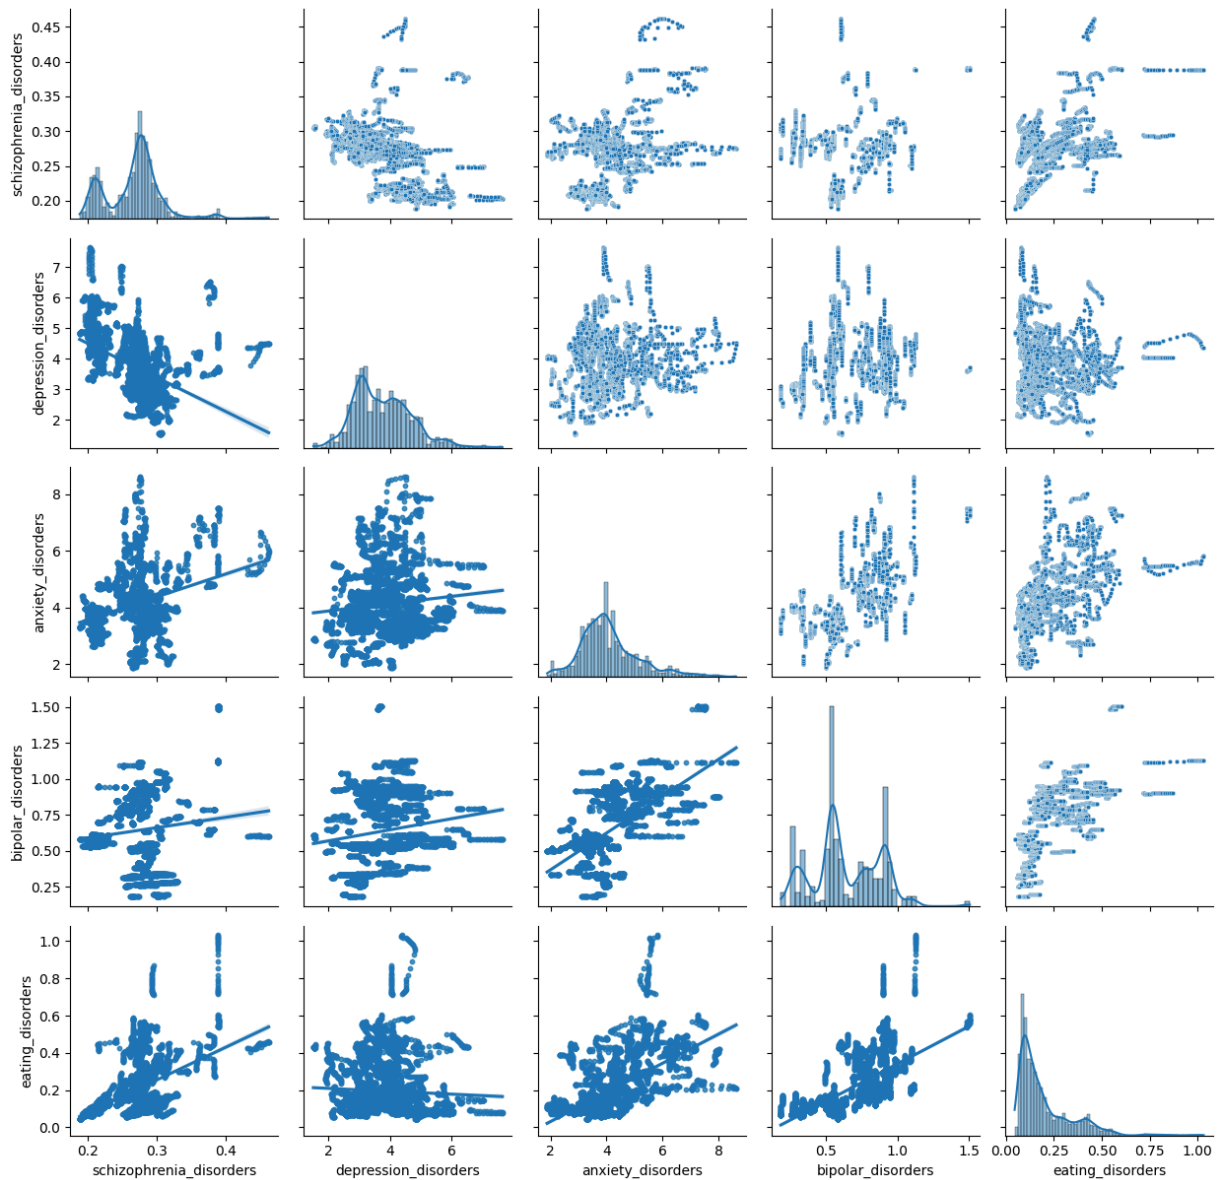 0.45
0.40
0.35
0.30
0.25
0.20
schizophrenia_disorders
7
6
5
4
3
2
depression_disorders
8
6
4
2
anxiety_disorders
1.50
1.25
1.00
0.75
0.50
0.25
bipolar_disorders
1.0
0.8
0.6
0.4
0.2
0.0
eating_disorders
0.2 0.3 0.4
schizophrenia_disorders
2 4 6
depression_disorders
2 4 6 8
anxiety_disorders
0.5 1.0 1.5
bipolar_disorders
0.00 0.25 0.50 0.75 1.00
eating_disorders